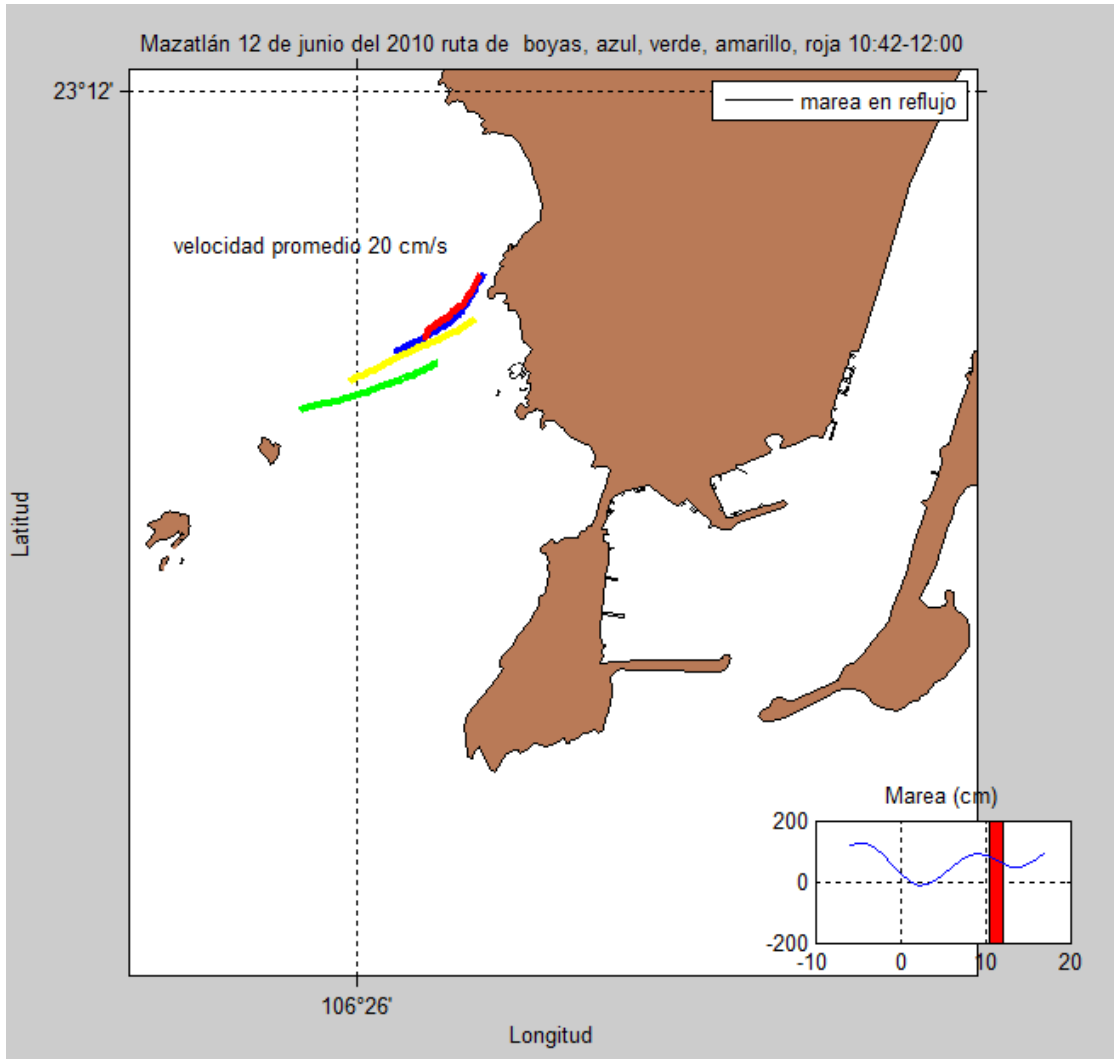 Mazatlán 12 de junio del 2010 ruta de  boyas, azul, verde, amarillo, roja 10:42-12:00
23°12'
marea en reflujo
velocidad promedio 20 cm/s
Latitud
Marea (cm)
200
0
-200
-10
0
10
20
106°26'
Longitud